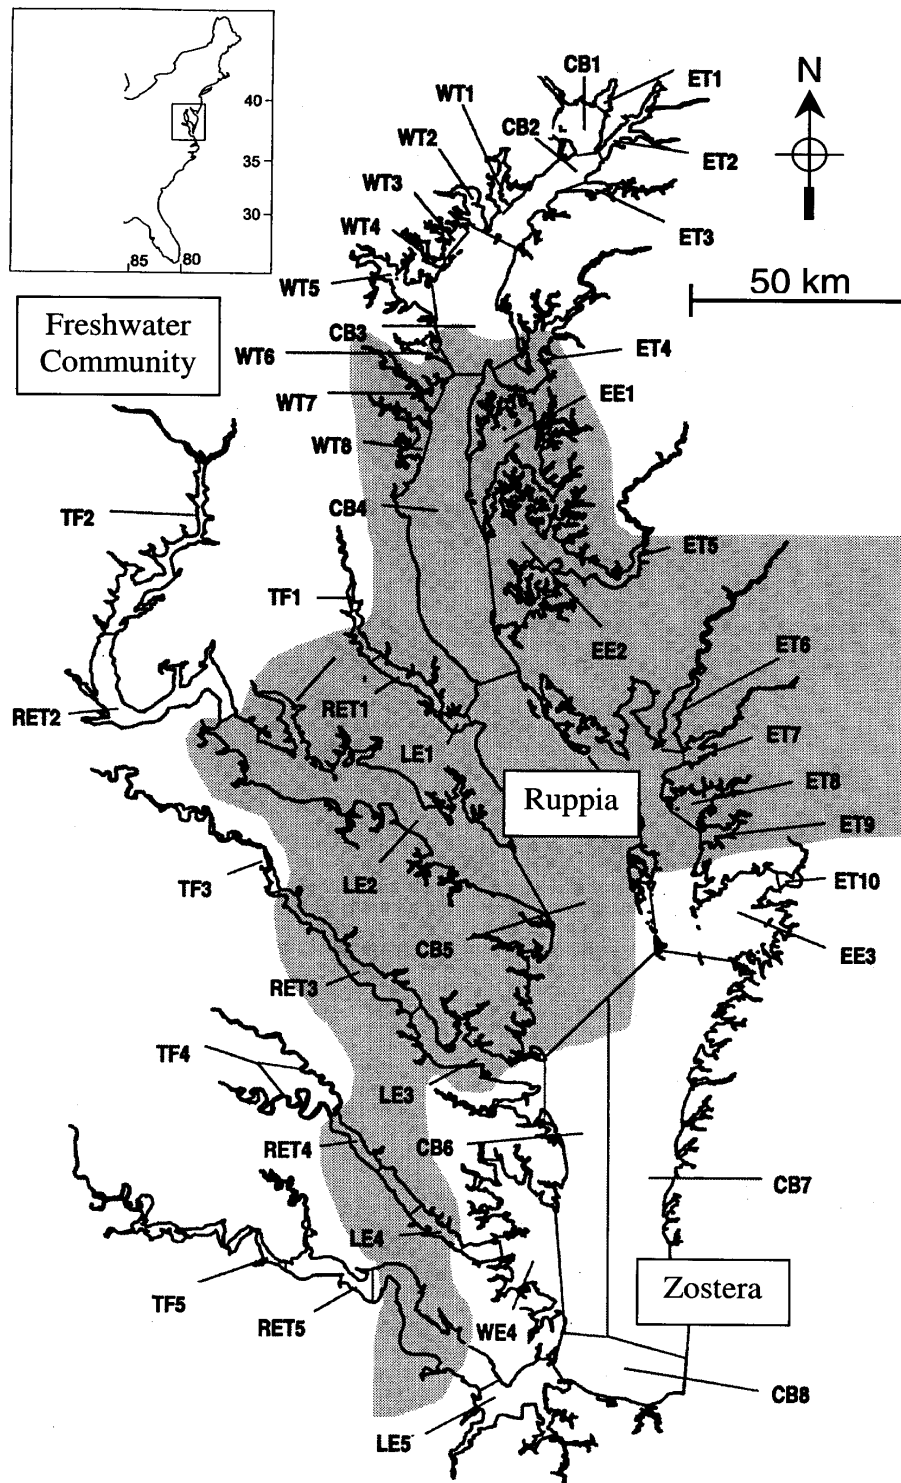 CB1
ET1
N
40
WT1
CB2
WT2
ET2
35
WT3
30
WT4
ET3
85
80
WT5
50 km
Freshwater
Community
CB3
WT6
ET4
EE1
WT7
WT8
CB4
TF2
ET5
TF1
EE2
ET6
RET2
RET1
ET7
LE1
ET8
Ruppia
ET9
LE2
TF3
ET10
CB5
EE3
RET3
TF4
LE3
RET4
CB6
CB7
LE4
Zostera
TF5
RET5
WE4
CB8
LE5